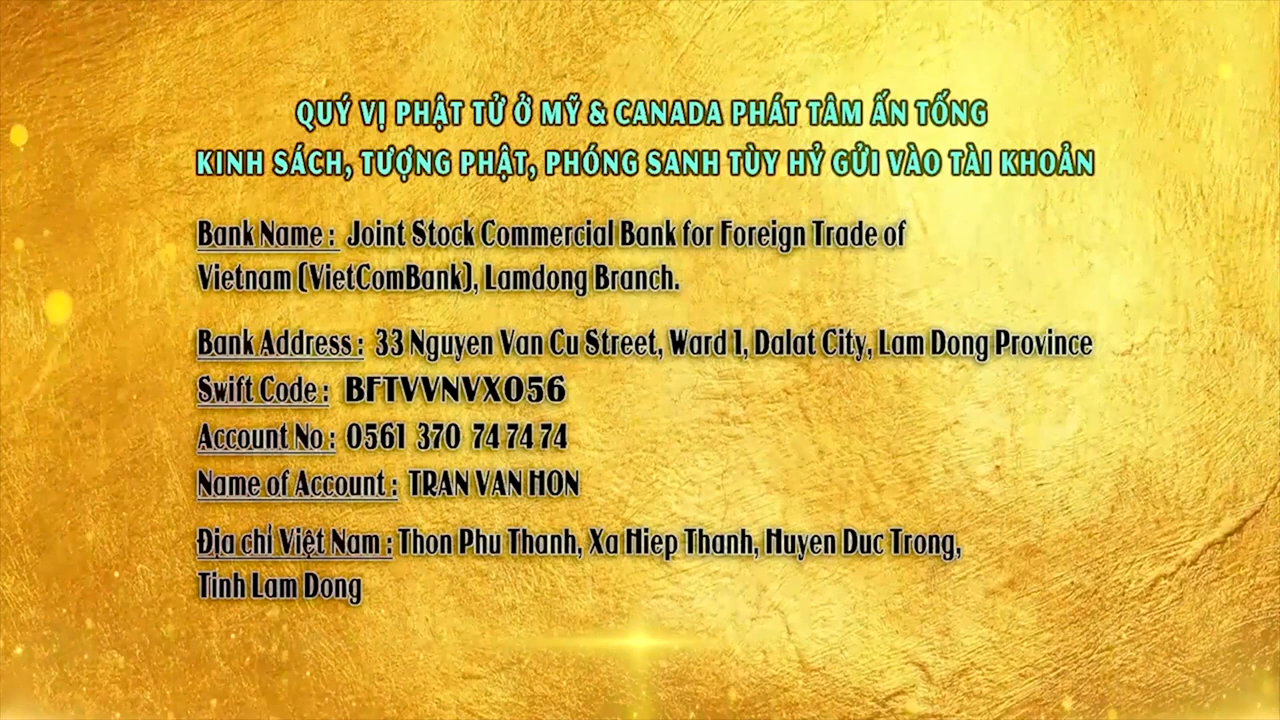 QUÝ VỊ PHẬT TỬ Ở MỸ & CANADA PHÁT TÂM ẤN TỐNG
KINH SÁCH, TƯỢNG PHẬT, PHÓNG SANH TÙY HỶ GỬI VÀO TÀI KHOẢN
Bank Name : Joint Stock Commercial Bank for Foreign Trade of
Vietnam (VietComBank), Lamdong Branch.
Bank Address : 33 Nguyen Van Cu Street, Ward 1, Dalat City, Lam Dong Province
Swift Code : BFTVVNVX056
Account No : 0561 370 74 74 74
Name of Account : TRAN VAN HON
Địa chỉ Việt Nam : Thon Phu Thanh, Xa Hiep Thanh, Huyen Duc Trong,
Tinh Lam Dong